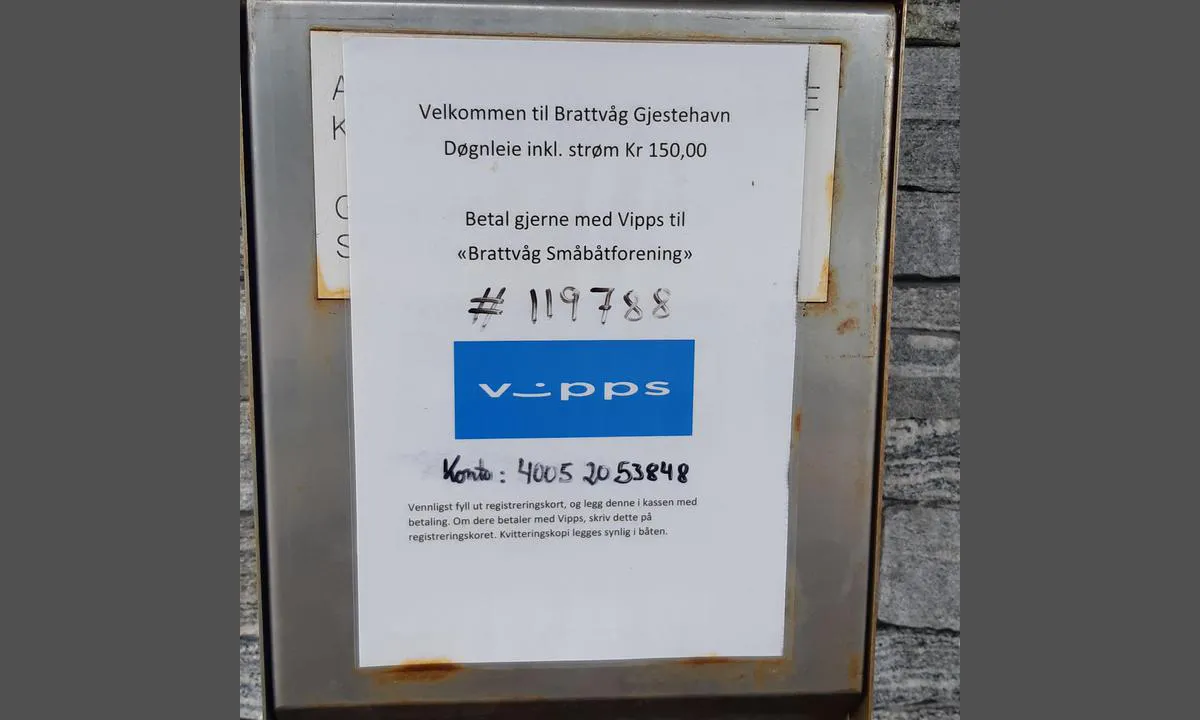 Velkommen til Brattvåg Gjestehavn
Døgnleie inkl. strøm Kr 150,00
Betal gjerne med Vipps til
«Brattvåg Småbåtforening»
# 119788
vipps
Konto: 4005 20 53848
Vennligst fyll ut registreringskort, og legg denne i kassen med
betaling. Om dere betaler med Vipps, skriv dette på
registreringskoret. Kvitteringskopi legges synlig i båten.